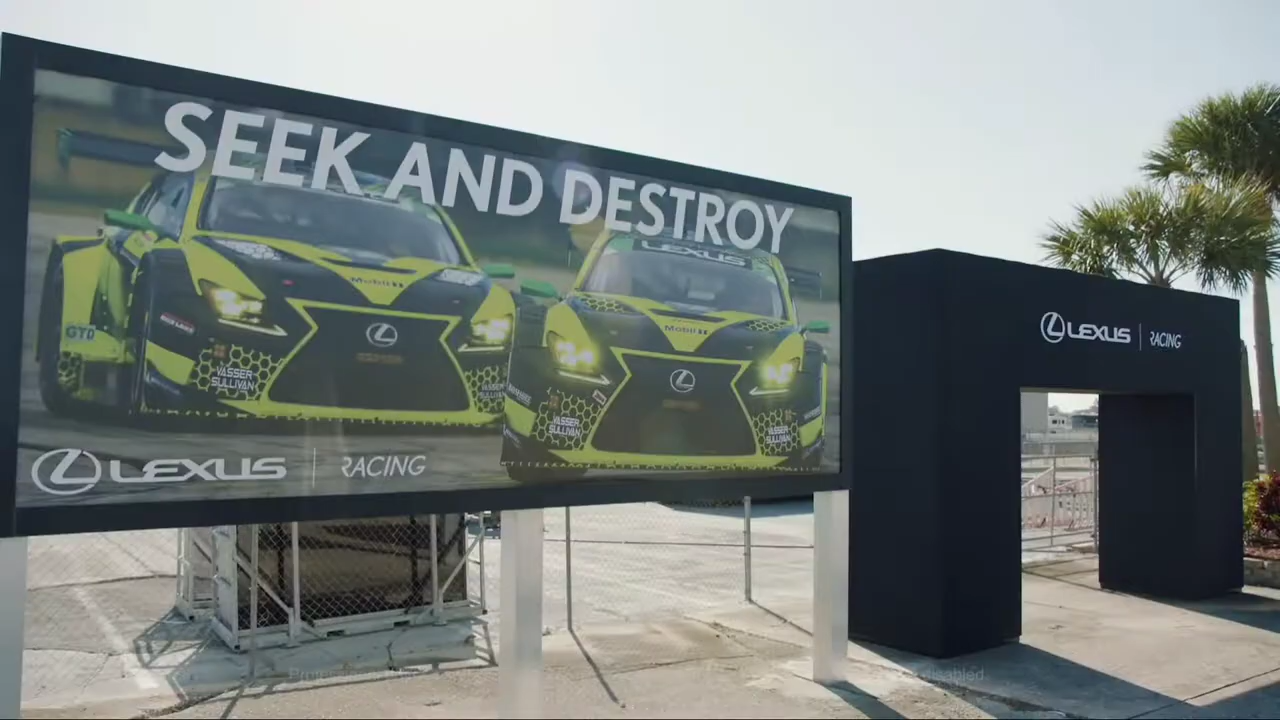 SEEK AND DESTROY
LEXUS
Mobil 1
Mobil 1
GTD
VASSER
SULLIVAN
VASSER
SULLIVAN
VASSER
SULLIVAN
VASSER
SULLIVAN
LEXUS | RACING
LEXUS | RACING
disabled